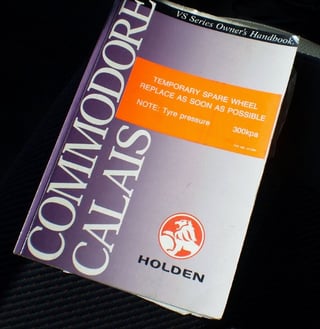 VS Series Owner's Handbook.
COMMODORE
CALAIS
TEMPORARY SPARE WHEEL
REPLACE AS SOON AS POSSIBLE
NOTE: Tyre pressure 300kpa
HOLDEN